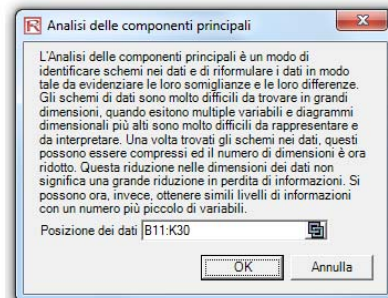 Analisi delle componenti principali
L'Analisi delle componenti principali è un modo di
identificare schemi nei dati e di riformulare i dati in modo
tale da evidenziare le loro somiglianze e le loro differenze.
Gli schemi di dati sono molto difficili da trovare in grandi
dimensioni, quando esitono multiple variabili e diagrammi
dimensionali più alti sono molto difficili da rappresentare e
da interpretare. Una volta trovati gli schemi nei dati, questi
possono essere compressi ed il numero di dimensioni è ora
ridotto. Questa riduzione nelle dimensioni dei dati non
significa una grande riduzione in perdita di informazioni. Si
possono ora, invece, ottenere simili livelli di informazioni
con un numero più piccolo di variabili.
Posizione dei dati B11:K30
OK Annulla